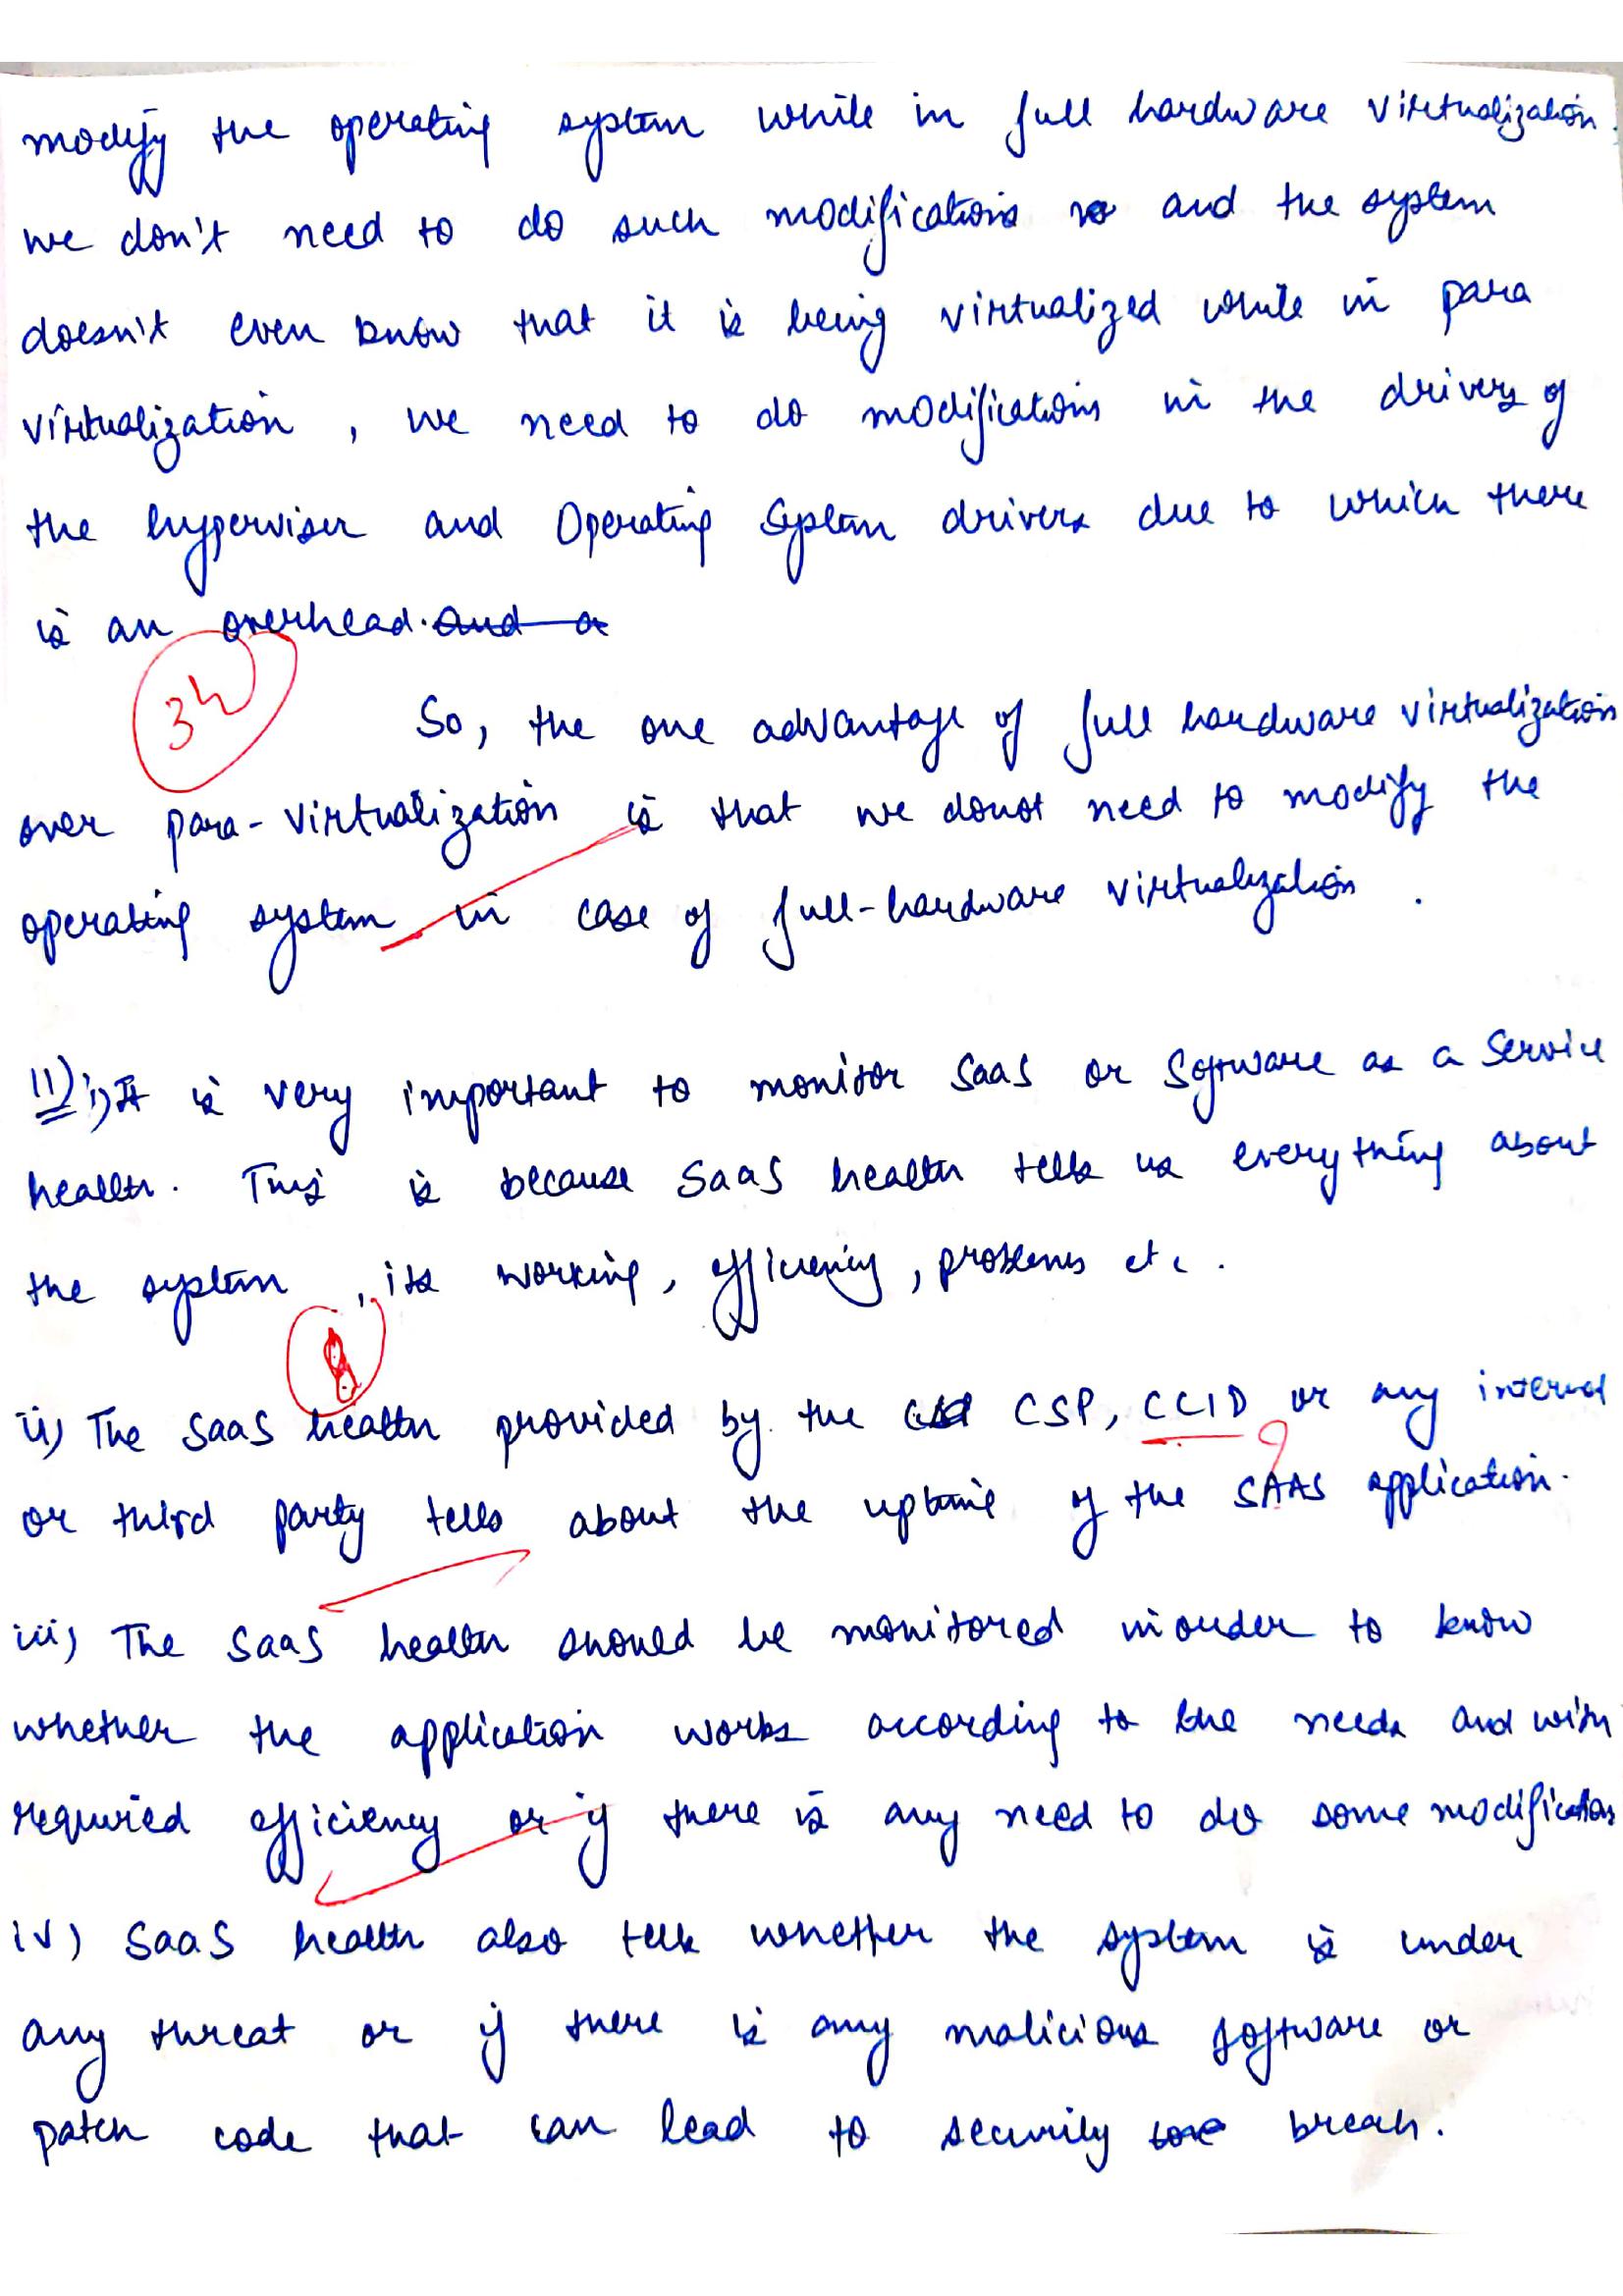 modify the operating system while in full hardware virtualization.
we don't need to do such modifications and the system
doesn't even know that it is being virtualized while in para
virtualization, we need to do modifications in the drivers of
the hypervisor and Operating System drivers due to which there
is an overhead. and a
So, the one advantage of full hardware virtualization
over para-virtualization is that we donot need to modify the
operating system in case of full-hardware virtualization.
11) i) It is very important to monitor SaaS or Software as a Service
health. This is because SaaS health tells us everything about
the system, its working, efficiency, problems etc.
ii) The SaaS health provided by the CSP, CCID or any internal
or third party tells about the uptime of the SAAS application.
iii) The SaaS health should be monitored inorder to know
whether the application works according to the needs and with
required efficiency or if there is any need to do some modifications
iv) SaaS health also tell whether the system is under
any threat or if there is any malicious software or
patch code that can lead to security breach.